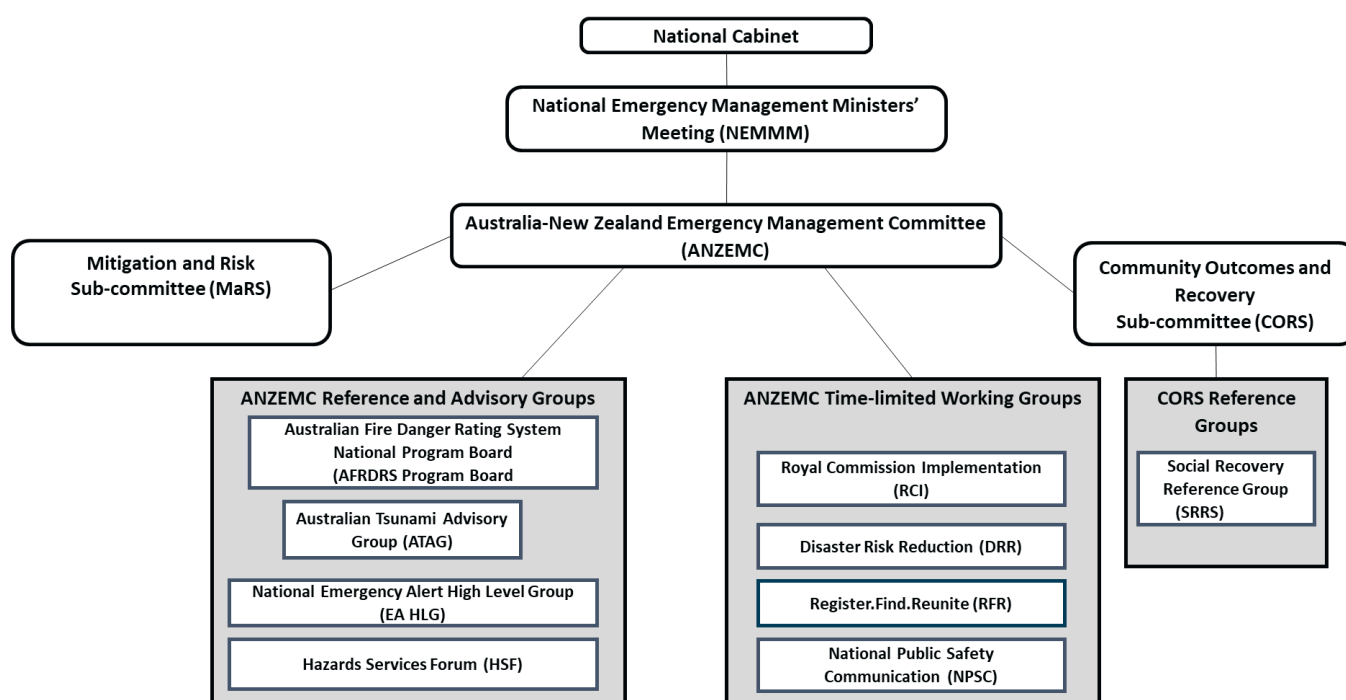 National Cabinet
National Emergency Management Ministers’
Meeting (NEMMM)
Australia-New Zealand Emergency Management Committee
(ANZEMC)
Mitigation and Risk
Sub-committee (MaRS)
Community Outcomes and
Recovery
Sub-committee (CORS)
ANZEMC Reference and Advisory Groups
Australian Fire Danger Rating System
National Program Board
(AFRDRS Program Board
Australian Tsunami Advisory
Group (ATAG)
National Emergency Alert High Level Group
(EA HLG)
Hazards Services Forum (HSF)
ANZEMC Time-limited Working Groups
Royal Commission Implementation
(RCI)
Disaster Risk Reduction (DRR)
Register.Find.Reunite (RFR)
National Public Safety
Communication (NPSC)
CORS Reference
Groups
Social Recovery
Reference Group
(SRRS)